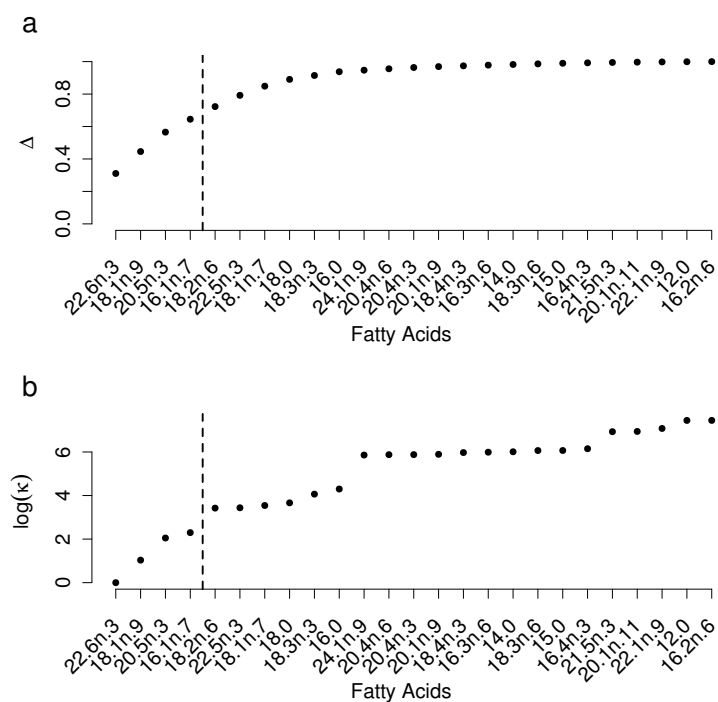 a
Δ
0.0
0.4
0.8
22.6n.3
18.1n.9
20.5n.3
16.1n.7
18.2n.6
22.5n.3
18.1n.7
18.0
18.3n.3
16.0
24.1n.9
20.4n.6
20.4n.3
20.1n.9
18.4n.3
16.3n.6
14.0
18.3n.6
15.0
16.4n.3
21.5n.3
20.1n.11
22.1n.9
12.0
16.2n.6
Fatty Acids
b
log(κ)
0
2
4
6
22.6n.3
18.1n.9
20.5n.3
16.1n.7
18.2n.6
22.5n.3
18.1n.7
18.0
18.3n.3
16.0
24.1n.9
20.4n.6
20.4n.3
20.1n.9
18.4n.3
16.3n.6
14.0
18.3n.6
15.0
16.4n.3
21.5n.3
20.1n.11
22.1n.9
12.0
16.2n.6
Fatty Acids